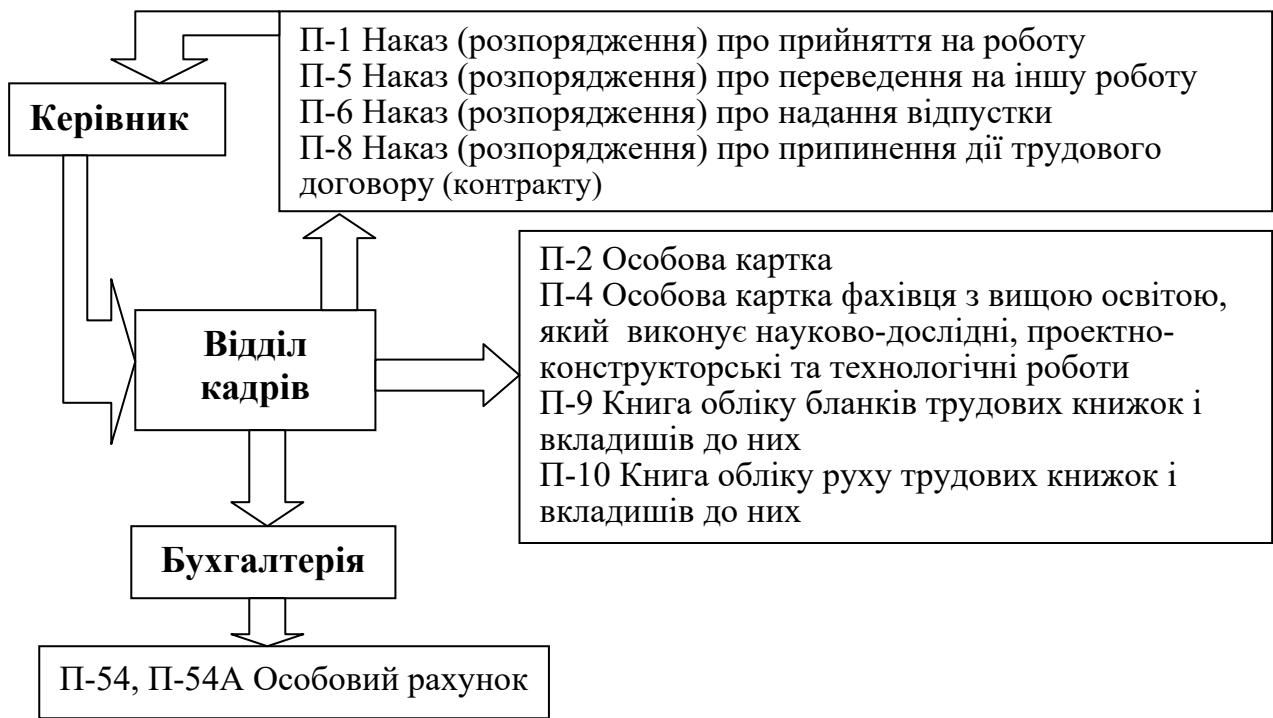 П-1 Наказ (розпорядження) про прийняття на роботу
П-5 Наказ (розпорядження) про переведення на іншу роботу
П-6 Наказ (розпорядження) про надання відпустки
П-8 Наказ (розпорядження) про припинення дії трудового
договору (контракту)
Керівник
П-2 Особова картка
П-4 Особова картка фахівця з вищою освітою,
який виконує науково-дослідні, проектно-
конструкторські та технологічні роботи
П-9 Книга обліку бланків трудових книжок і
вкладишів до них
П-10 Книга обліку руху трудових книжок і
вкладишів до них
Відділ
кадрів
Бухгалтерія
П-54, П-54А Особовий рахунок